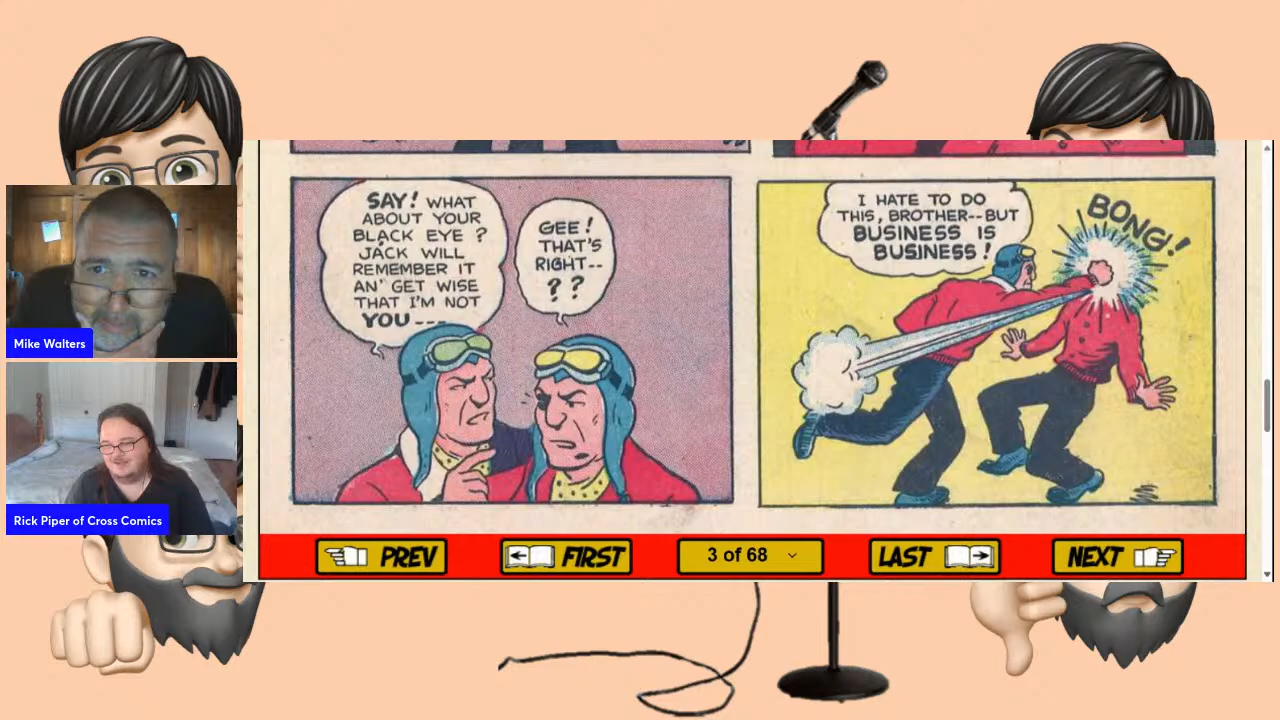 Mike Walters
Rick Piper of Cross Comics
SAY! WHAT
ABOUT YOUR
BLACK EYE ?
JACK WILL
REMEMBER IT
AN' GET WISE
THAT I'M NOT
YOU ---
GEE!
THAT'S
RIGHT--
? ?
I HATE TO DO
THIS, BROTHER--BUT
BUSINESS IS
BUSINESS!
BONG!
PREV
FIRST
3 of 68
LAST
NEXT